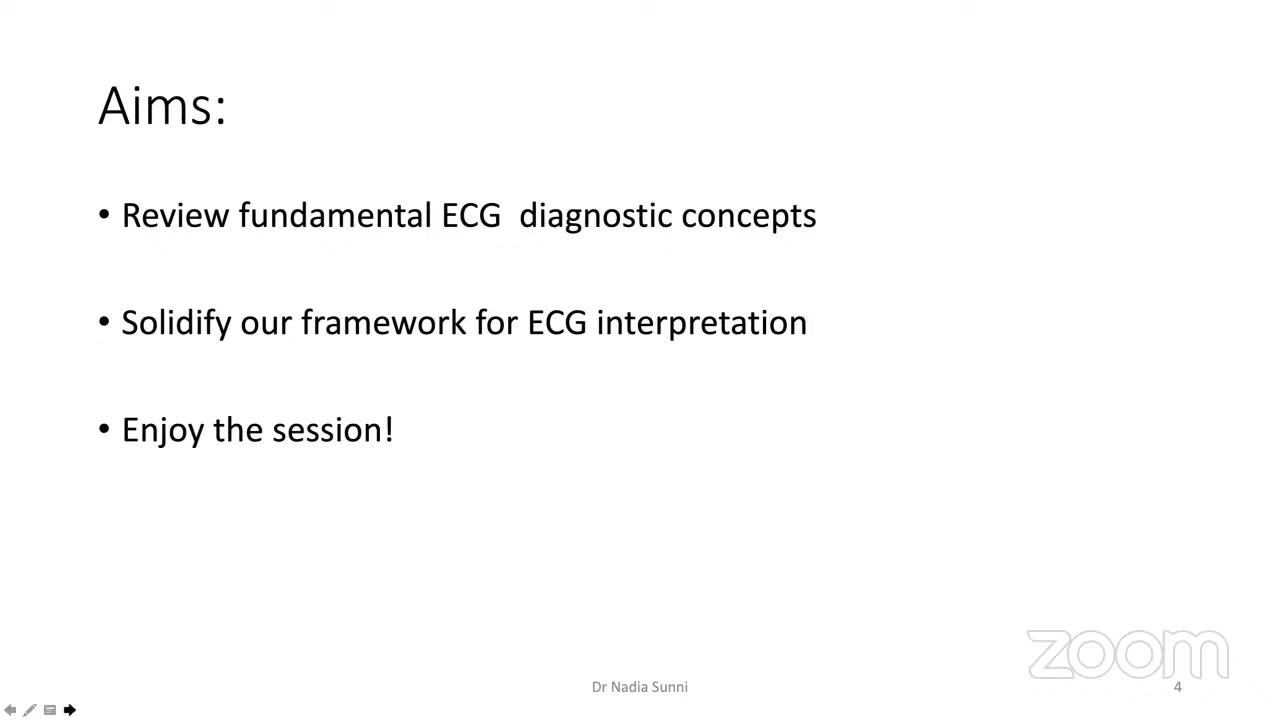 Aims:
• Review fundamental ECG  diagnostic concepts
• Solidify our framework for ECG interpretation
• Enjoy the session!
zoom
Dr Nadia Sunni
4